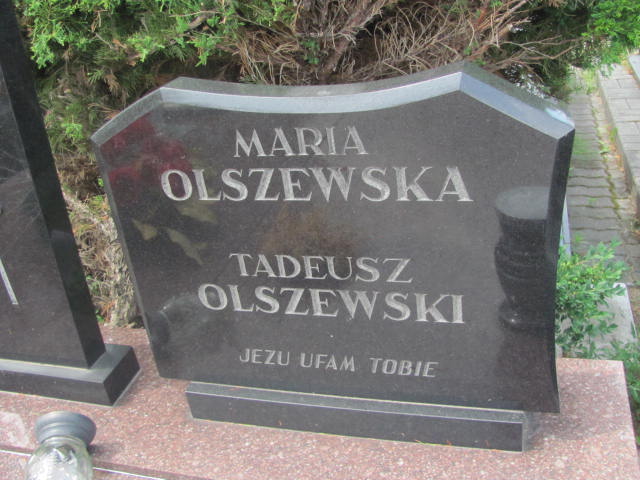 MARIA
OLSZEWSKA
TADEUSZ
OLSZEWSKI
JEZU UFAM TOBIE